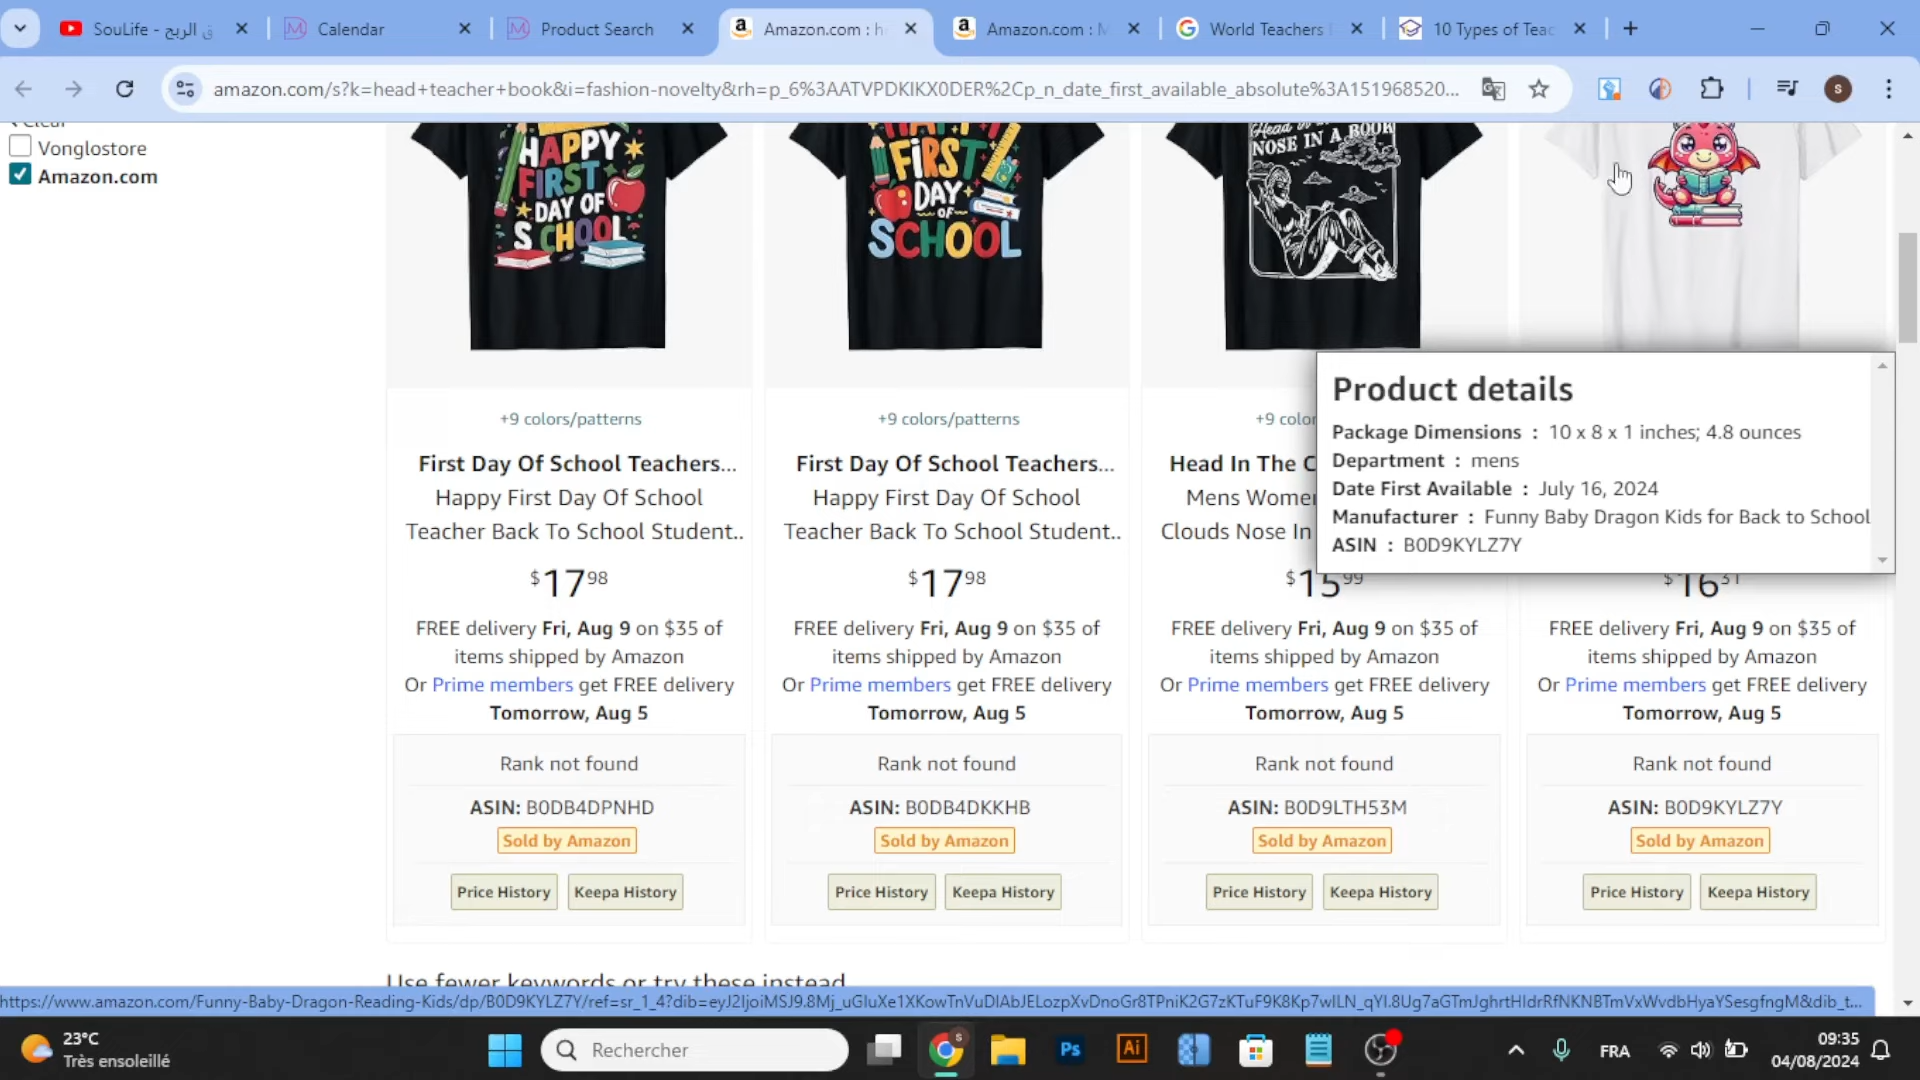 SouLife - ق الريح
Calendar
Product Search
Amazon.com : h
Amazon.com : M
World Teachers
10 Types of Teac
amazon.com/s?k=head+teacher+book&i=fashion-novelty&rh=p_6%3AATVPDKIKX0DER%2Cp_n_date_first_available_absolute%3A151968520...
s
Clear
Vonglostore
Amazon.com
HAPPY
FIRST
DAY OF
SCHOOL
HAPPY
FIRST
DAY
OF
SCHOOL
Head in the
NOSE IN A BOOK
Product details
Package Dimensions : 10 x 8 x 1 inches; 4.8 ounces
Department : mens
Date First Available : July 16, 2024
Manufacturer : Funny Baby Dragon Kids for Back to School
ASIN : B0D9KYLZ7Y
+9 colors/patterns
+9 colors/patterns
+9 color
First Day Of School Teachers...
First Day Of School Teachers...
Head In The C
Happy First Day Of School
Happy First Day Of School
Mens Women
Teacher Back To School Student..
Teacher Back To School Student..
Clouds Nose In
$17.98
$17.98
$15.99
$16.31
FREE delivery Fri, Aug 9 on $35 of
items shipped by Amazon
Or Prime members get FREE delivery
Tomorrow, Aug 5
FREE delivery Fri, Aug 9 on $35 of
items shipped by Amazon
Or Prime members get FREE delivery
Tomorrow, Aug 5
FREE delivery Fri, Aug 9 on $35 of
items shipped by Amazon
Or Prime members get FREE delivery
Tomorrow, Aug 5
FREE delivery Fri, Aug 9 on $35 of
items shipped by Amazon
Or Prime members get FREE delivery
Tomorrow, Aug 5
Rank not found
ASIN: B0DB4DPNHD
Sold by Amazon
Price History
Keepa History
Rank not found
ASIN: B0DB4DKKHB
Sold by Amazon
Price History
Keepa History
Rank not found
ASIN: B0D9LTH53M
Sold by Amazon
Price History
Keepa History
Rank not found
ASIN: B0D9KYLZ7Y
Sold by Amazon
Price History
Keepa History
Use fewer keywords or try these instead
23°C
Très ensoleillé
Rechercher
s
Ps
Ai
FRA
09:35
04/08/2024